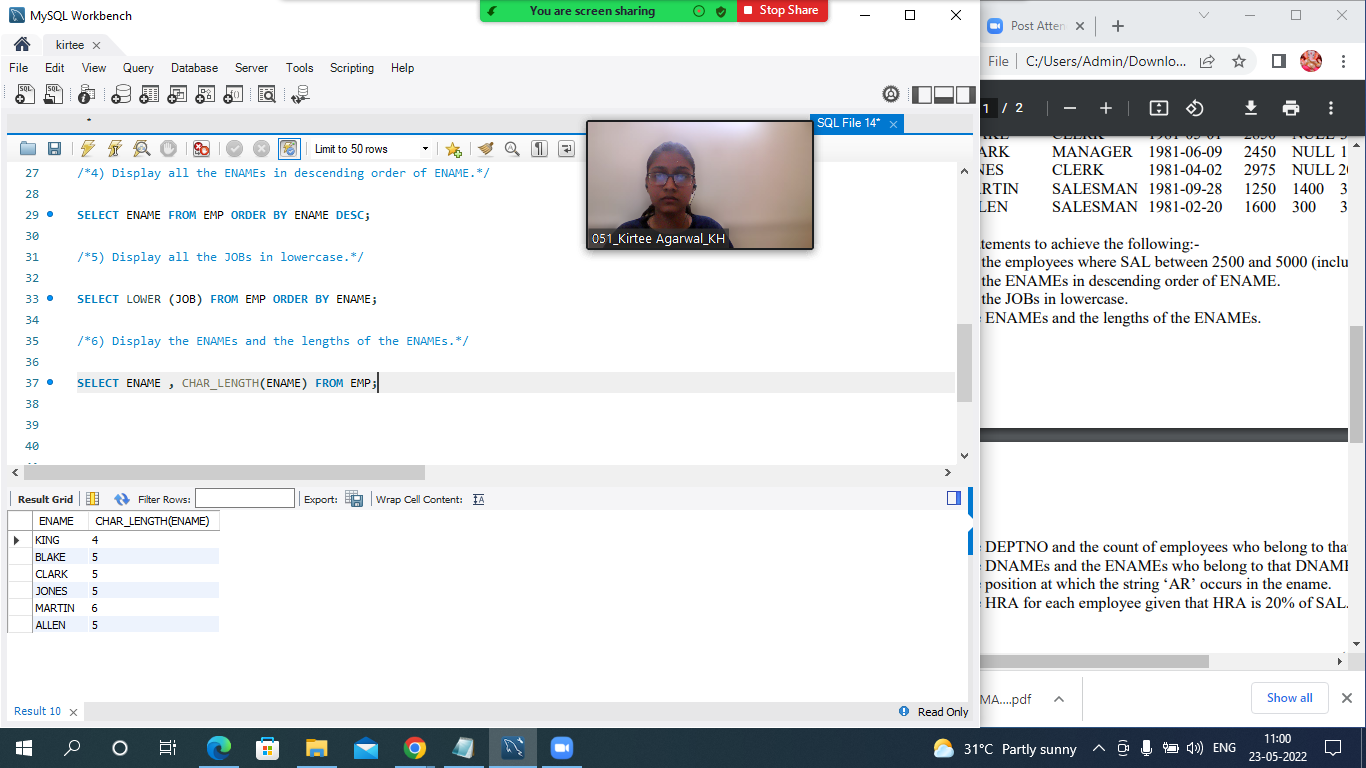 MySQL Workbench
You are screen sharing
Stop Share
kirtee
File Edit View Query Database Server Tools Scripting Help
SQL File 14*
Limit to 50 rows
27 /*4) Display all the ENAMEs in descending order of ENAME.*/
28
29 SELECT ENAME FROM EMP ORDER BY ENAME DESC;
30
31 /*5) Display all the JOBs in lowercase.*/
32
33 SELECT LOWER (JOB) FROM EMP ORDER BY ENAME;
34
35 /*6) Display the ENAMEs and the lengths of the ENAMEs.*/
36
37 SELECT ENAME , CHAR_LENGTH(ENAME) FROM EMP;
38
39
40
051_Kirtee Agarwal_KH
Result Grid Filter Rows: Export: Wrap Cell Content:
ENAME CHAR_LENGTH(ENAME)
KING 4
BLAKE 5
CLARK 5
JONES 5
MARTIN 6
ALLEN 5
Result 10
Read Only
Post Atten
File C:/Users/Admin/Downlo...
1 / 2
CLERK
ARK MANAGER 1981-06-09 2450 NULL 1
NES CLERK 1981-04-02 2975 NULL 20
RTIN SALESMAN 1981-09-28 1250 1400 3
LEN SALESMAN 1981-02-20 1600 300 3
tements to achieve the following:-
the employees where SAL between 2500 and 5000 (inclu
the ENAMEs in descending order of ENAME.
the JOBs in lowercase.
ENAMEs and the lengths of the ENAMEs.
DEPTNO and the count of employees who belong to tha
DNAMEs and the ENAMEs who belong to that DNAME
position at which the string ‘AR’ occurs in the ename.
HRA for each employee given that HRA is 20% of SAL.
MA....pdf
Show all
31°C Partly sunny
ENG
11:00
23-05-2022